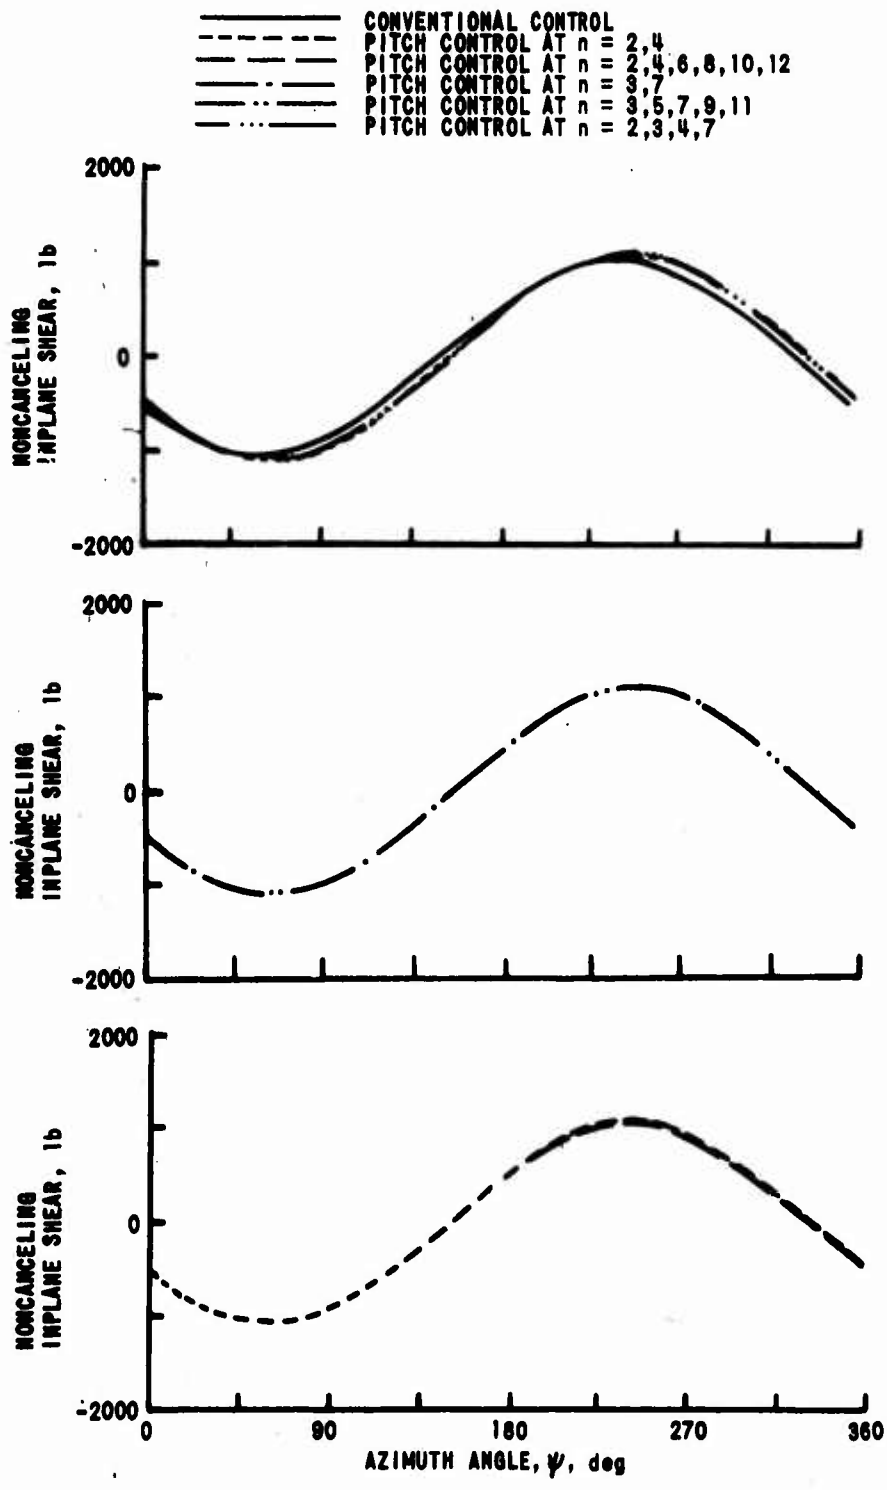 CONVENTIONAL CONTROL
PITCH CONTROL AT n = 2,4
PITCH CONTROL AT n = 2,4,6,8,10,12
PITCH CONTROL AT n = 3,7
PITCH CONTROL AT n = 3,5,7,9,11
PITCH CONTROL AT n = 2,3,4,7
2000
0
-2000
NONCANCELING
INPLANE SHEAR, lb
2000
0
-2000
NONCANCELING
INPLANE SHEAR, lb
2000
0
-2000
NONCANCELING
INPLANE SHEAR, lb
0 90 180 270 360
AZIMUTH ANGLE, ψ, deg